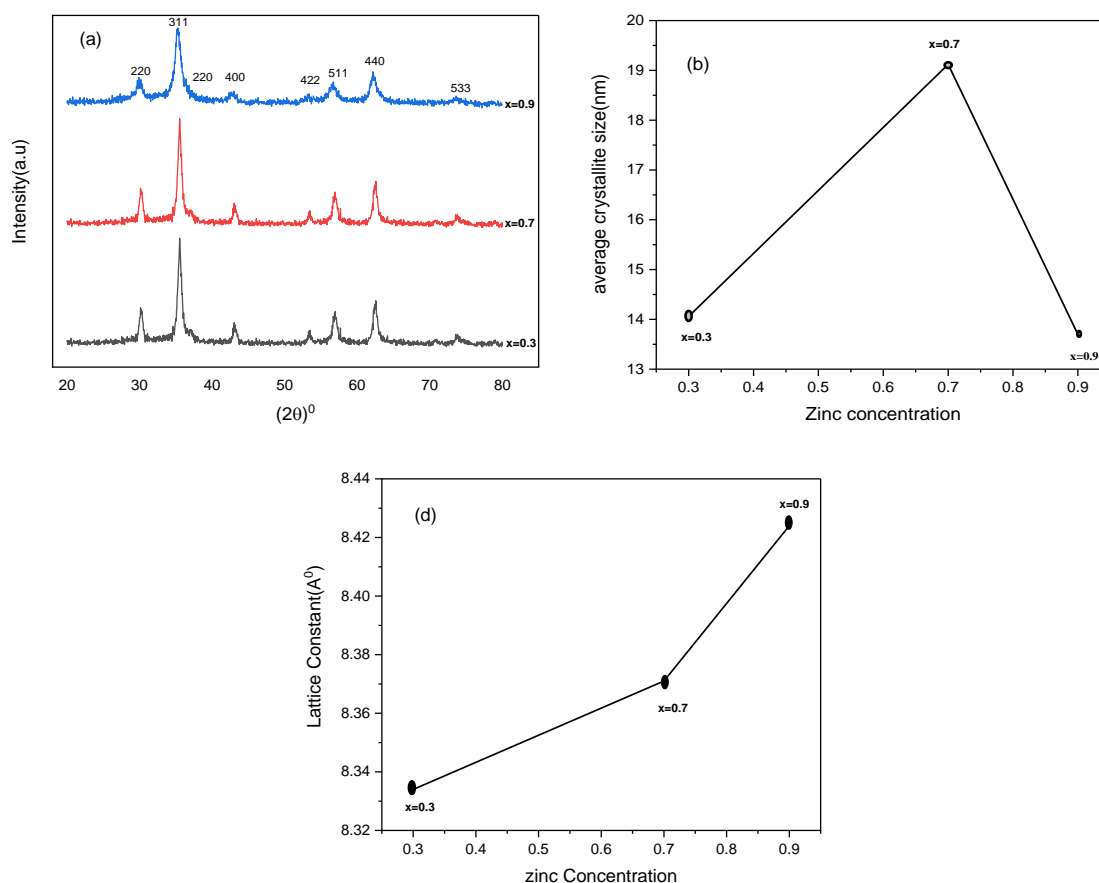 (a)
311
220
220
400
422
511
440
533
x=0.9
x=0.7
x=0.3
Intensity(a.u)
20
30
40
50
60
70
80
(2θ)⁰
(b)
20
19
18
17
16
15
14
13
average crystallite size(nm)
x=0.7
x=0.3
x=0.9
0.3
0.4
0.5
0.6
0.7
0.8
0.9
Zinc concentration
(d)
8.44
8.42
8.40
8.38
8.36
8.34
8.32
Lattice Constant(A⁰)
x=0.9
x=0.7
x=0.3
0.3
0.4
0.5
0.6
0.7
0.8
0.9
zinc Concentration